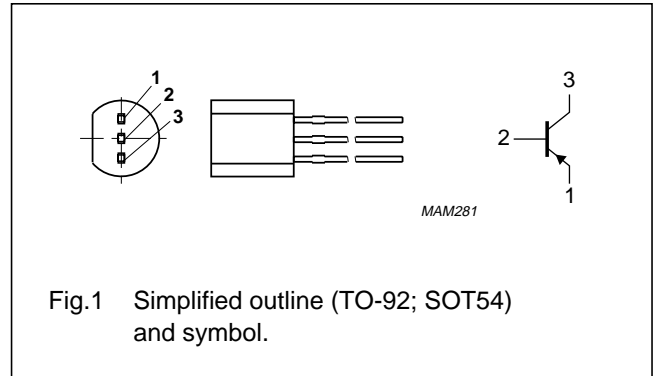 1
2
3
3
2
1
MAM281
Fig.1 Simplified outline (TO-92; SOT54)
and symbol.